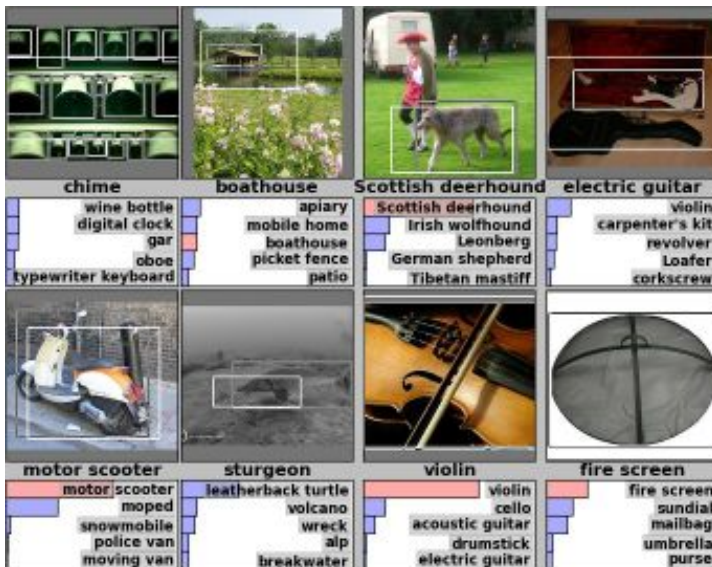 chime
boathouse
Scottish deerhound
electric guitar
wine bottle
digital clock
gar
oboe
typewriter keyboard
apiary
mobile home
boathouse
picket fence
patio
Scottish deerhound
Irish wolfhound
Leonberg
German shepherd
Tibetan mastiff
violin
carpenter's kit
revolver
Loafer
corkscrew
motor scooter
sturgeon
violin
fire screen
motor scooter
moped
snowmobile
police van
moving van
leatherback turtle
volcano
wreck
alp
breakwater
violin
cello
acoustic guitar
drumstick
electric guitar
fire screen
sundial
mailbag
umbrella
purse